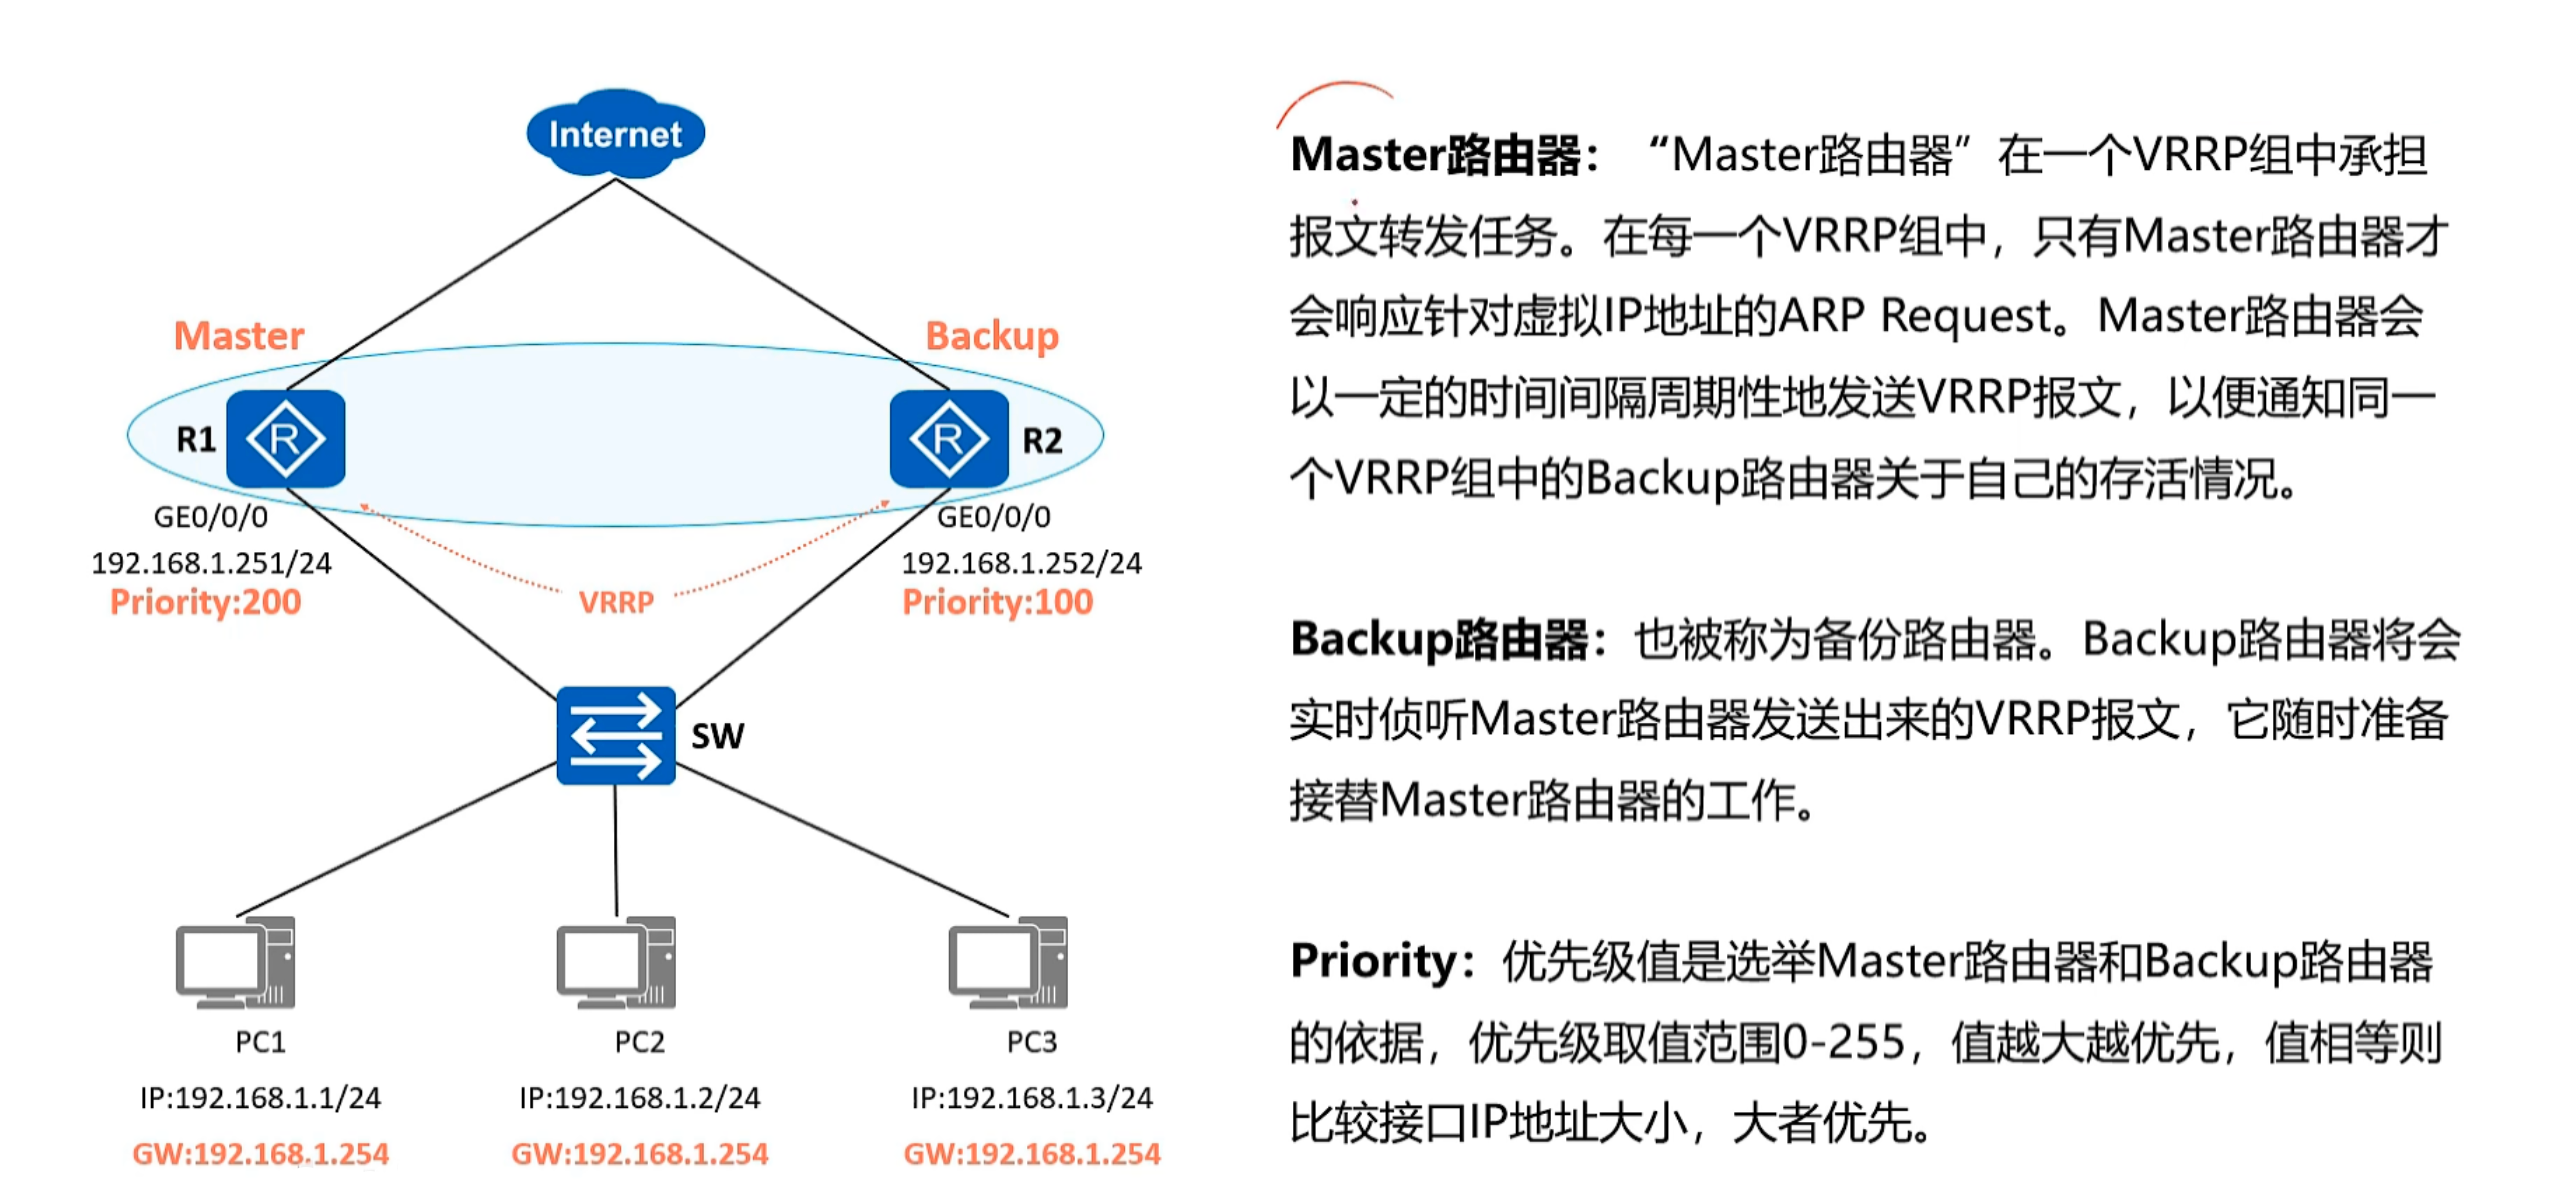 Internet
Master
Backup
R1
R2
GE0/0/0
GE0/0/0
192.168.1.251/24
192.168.1.252/24
Priority:200
VRRP
Priority:100
SW
PC1
PC2
PC3
IP:192.168.1.1/24
IP:192.168.1.2/24
IP:192.168.1.3/24
GW:192.168.1.254
GW:192.168.1.254
GW:192.168.1.254
Master路由器：“Master路由器”在一个VRRP组中承担
报文转发任务。在每一个VRRP组中，只有Master路由器才
会响应针对虚拟IP地址的ARP Request。Master路由器会
以一定的时间间隔周期性地发送VRRP报文，以便通知同一
个VRRP组中的Backup路由器关于自己的存活情况。
Backup路由器：也被称为备份路由器。Backup路由器将会
实时侦听Master路由器发送出来的VRRP报文，它随时准备
接替Master路由器的工作。
Priority：优先级值是选举Master路由器和Backup路由器
的依据，优先级取值范围0-255，值越大越优先，值相等则
比较接口IP地址大小，大者优先。